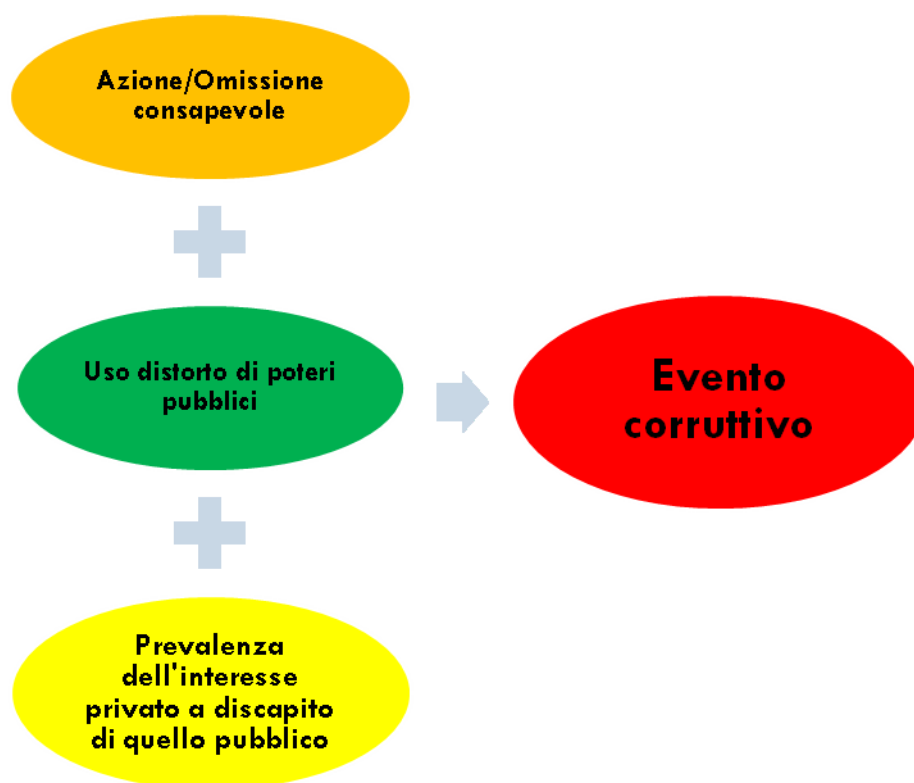 Azione/Omissione
consapevole
Uso distorto di poteri
pubblici
Evento
corruttivo
Prevalenza
dell'interesse
privato a discapito
di quello pubblico